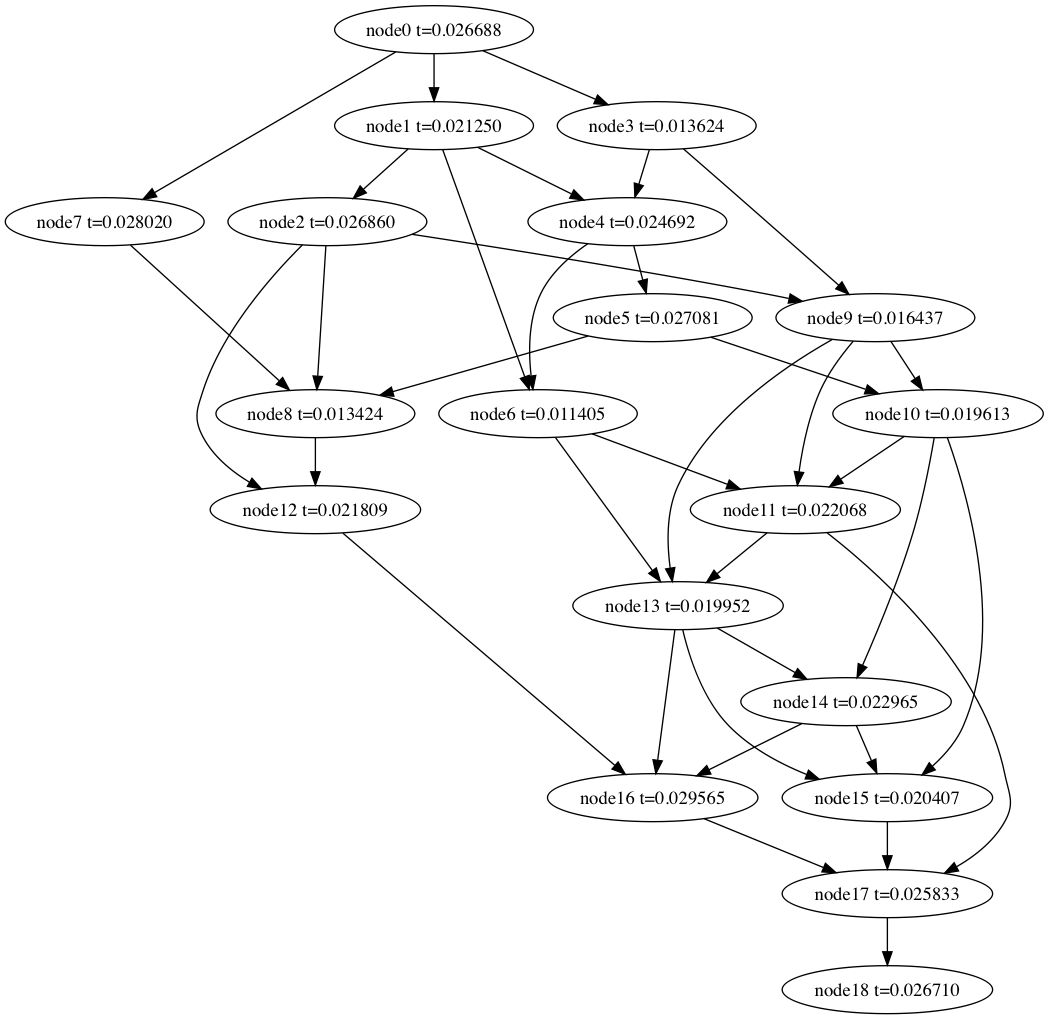 node0 t=0.026688
node1 t=0.021250
node3 t=0.013624
node7 t=0.028020
node2 t=0.026860
node4 t=0.024692
node5 t=0.027081
node9 t=0.016437
node8 t=0.013424
node6 t=0.011405
node10 t=0.019613
node12 t=0.021809
node11 t=0.022068
node13 t=0.019952
node14 t=0.022965
node16 t=0.029565
node15 t=0.020407
node17 t=0.025833
node18 t=0.026710